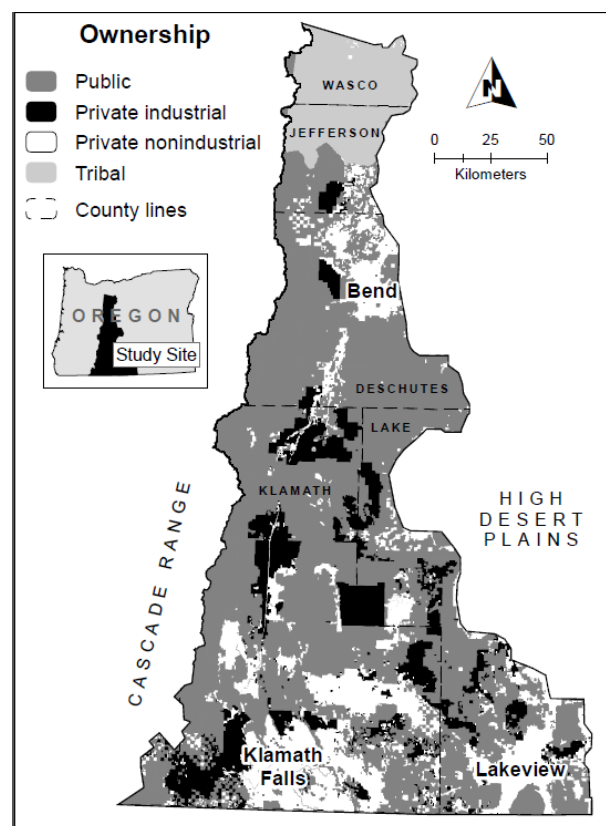 Ownership
Public
Private industrial
Private nonindustrial
Tribal
County lines
WASCO
JEFFERSON
N
0 25 50
Kilometers
OREGON
Study Site
Bend
DESCHUTES
LAKE
KLAMATH
CASCADE RANGE
HIGH
DESERT
PLAINS
Klamath
Falls
Lakeview